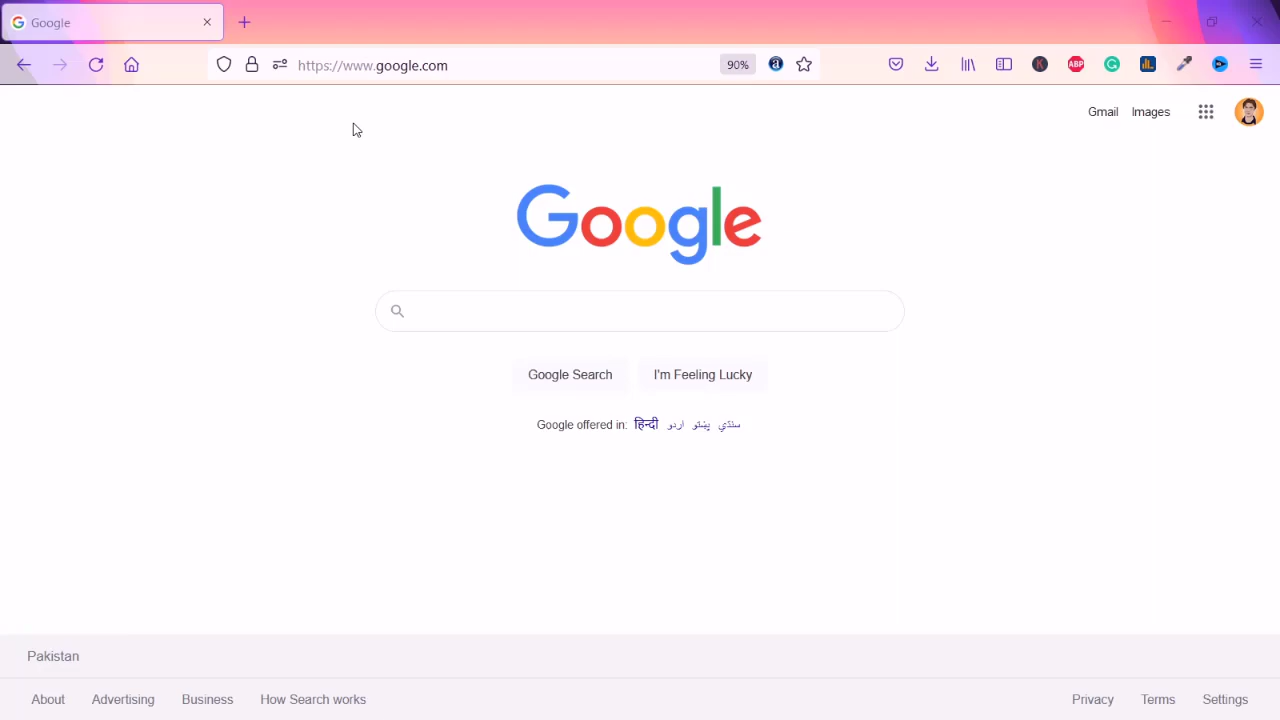 Google
https://www.google.com
90%
a
K
ABP
G
Gmail Images
Google
Google Search I'm Feeling Lucky
Google offered in: हिन्दी اردو پښتو سنڌي
Pakistan
About Advertising Business How Search works
Privacy Terms Settings